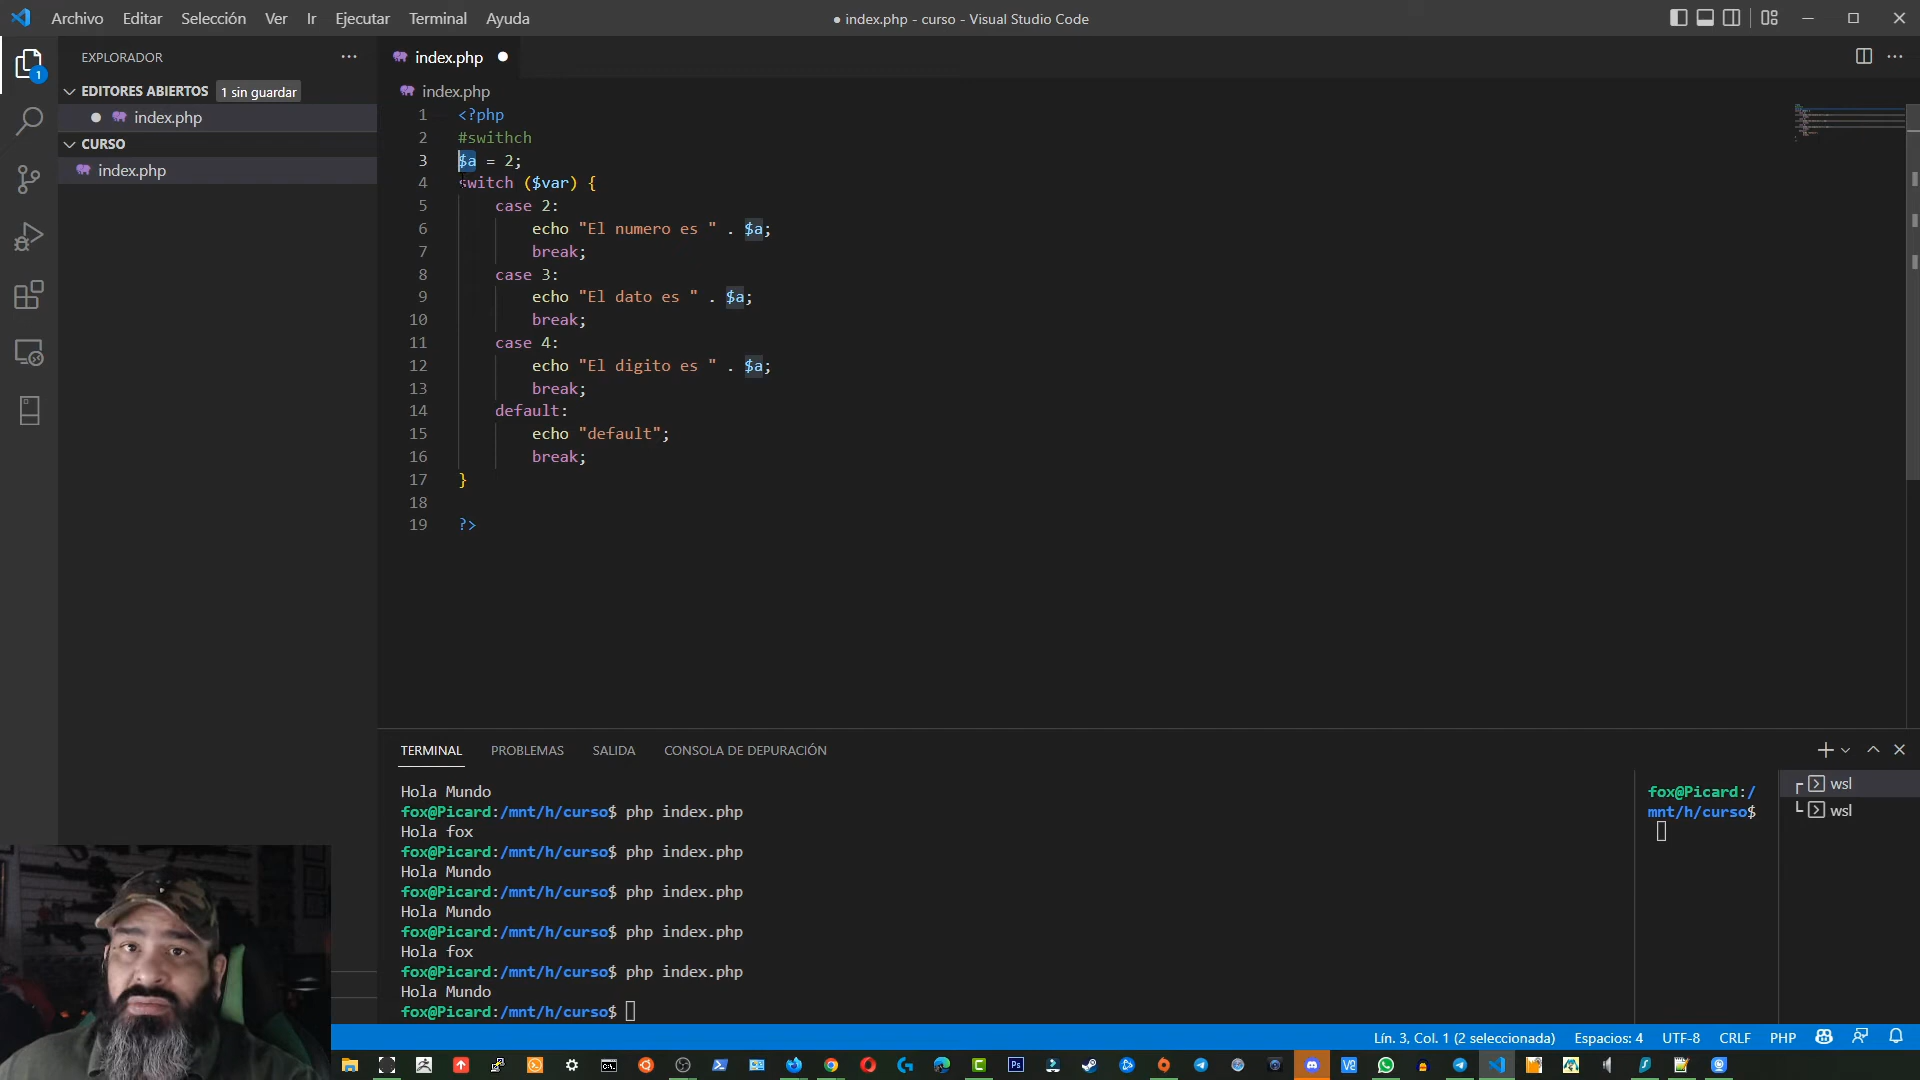 Archivo Editar Selección Ver Ir Ejecutar Terminal Ayuda
● index.php - curso - Visual Studio Code
EXPLORADOR
EDITORES ABIERTOS 1 sin guardar
index.php
CURSO
index.php
1
index.php
index.php
1 <?php
2 #swithch
3 $a = 2;
4 switch ($var) {
5 case 2:
6 echo "El numero es " . $a;
7 break;
8 case 3:
9 echo "El dato es " . $a;
10 break;
11 case 4:
12 echo "El digito es " . $a;
13 break;
14 default:
15 echo "default";
16 break;
17 }
18
19 ?>
TERMINAL PROBLEMAS SALIDA CONSOLA DE DEPURACIÓN
Hola Mundo
fox@Picard:/mnt/h/curso$ php index.php
Hola fox
fox@Picard:/mnt/h/curso$ php index.php
Hola Mundo
fox@Picard:/mnt/h/curso$ php index.php
Hola Mundo
fox@Picard:/mnt/h/curso$ php index.php
Hola fox
fox@Picard:/mnt/h/curso$ php index.php
Hola Mundo
fox@Picard:/mnt/h/curso$
fox@Picard:/
mnt/h/curso$
wsl
wsl
Lín. 3, Col. 1 (2 seleccionada) Espacios: 4 UTF-8 CRLF PHP